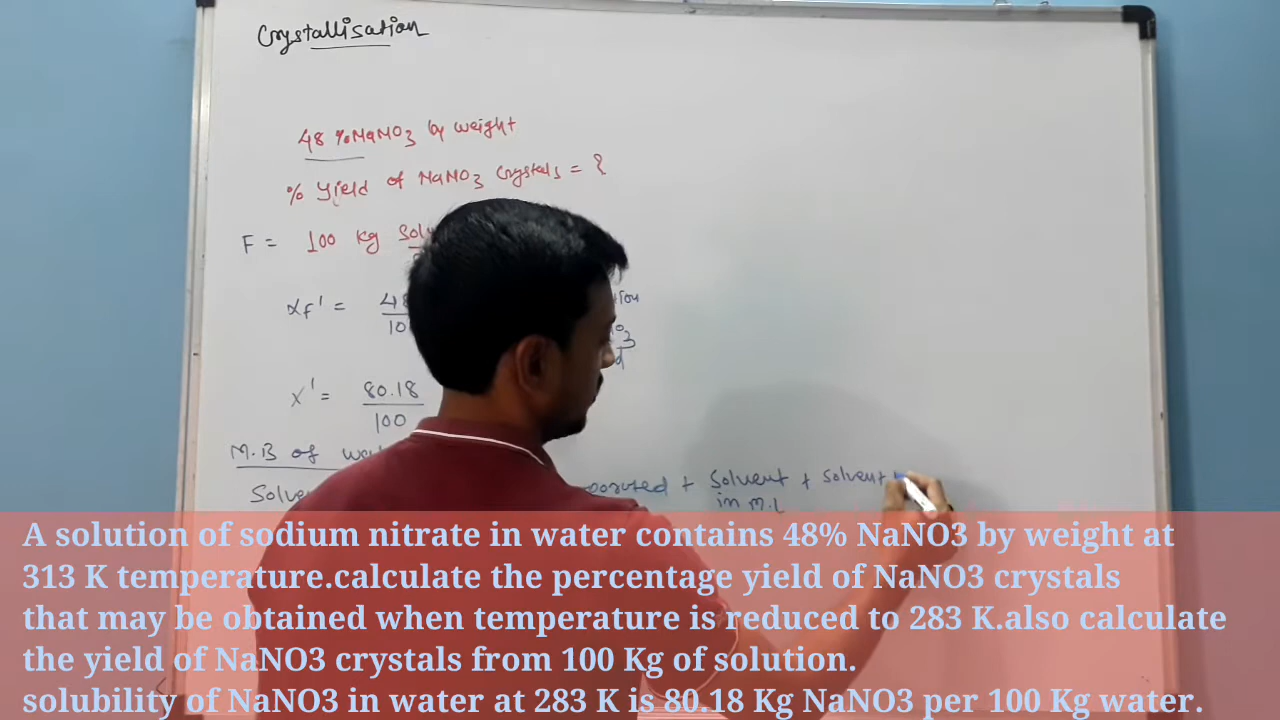 Crystallisation
48 % NaNO3 by weight
% Yield of NaNO3 Crystals = ?
F = 100 Kg
xf' =
x' = 80.18
100
M.B of
+ Solvent + Solvent
in M.L
A solution of sodium nitrate in water contains 48% NaNO3 by weight at
313 K temperature.calculate the percentage yield of NaNO3 crystals
that may be obtained when temperature is reduced to 283 K.also calculate
the yield of NaNO3 crystals from 100 Kg of solution.
solubility of NaNO3 in water at 283 K is 80.18 Kg NaNO3 per 100 Kg water.